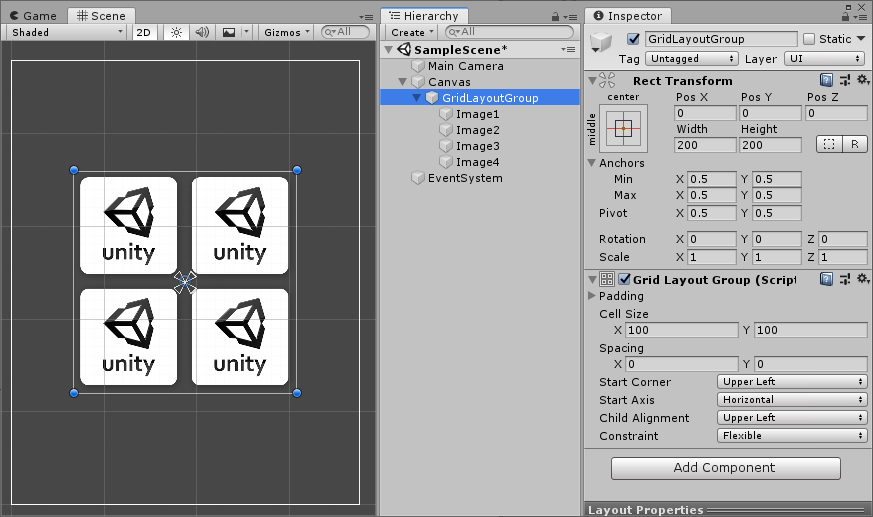 Game
Scene
Shaded
2D
Gizmos
All
unity
unity
unity
unity
Hierarchy
Create
All
SampleScene*
Main Camera
Canvas
GridLayoutGroup
Image1
Image2
Image3
Image4
EventSystem
Inspector
GridLayoutGroup Static
Tag Untagged Layer UI
Rect Transform
center Pos X Pos Y Pos Z
middle 0 0 0
Width Height
200 200 R
Anchors
Min X 0.5 Y 0.5
Max X 0.5 Y 0.5
Pivot X 0.5 Y 0.5
Rotation X 0 Y 0 Z 0
Scale X 1 Y 1 Z 1
Grid Layout Group (Script
Padding
Cell Size
X 100 Y 100
Spacing
X 0 Y 0
Start Corner Upper Left
Start Axis Horizontal
Child Alignment Upper Left
Constraint Flexible
Add Component
Layout Properties